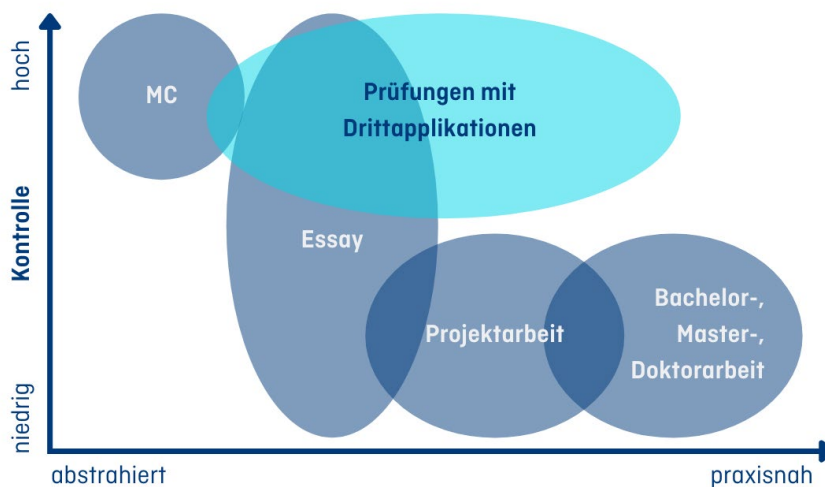 hoch
MC
Prüfungen mit
Drittapplikationen
Kontrolle
Essay
Bachelor-,
Projektarbeit
Master-,
Doktorarbeit
niedrig
abstrahiert
praxisnah